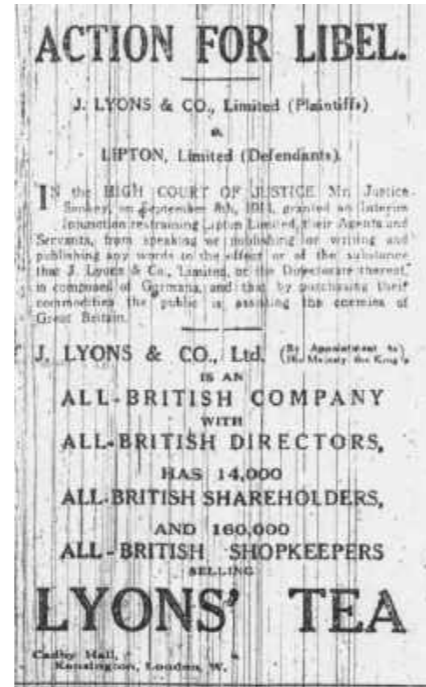 ACTION FOR LIBEL.
J. LYONS & CO., Limited (Plaintiffs)
v.
LIPTON, Limited (Defendants).
IN the HIGH COURT OF JUSTICE Mr. Justice
Sankey, on September 8th, 1914, granted an Interim
Injunction restraining Lipton Limited, their Agents and
Servants, from speaking or publishing or writing and
publishing any words to the effect or of the substance
that J. Lyons & Co., Limited, or the Directorate thereof,
is composed of Germans, and that by purchasing their
commodities the public is assisting the enemies of
Great Britain.
J. LYONS & CO., Ltd. (By Appointment to
His Majesty the King),
IS AN
ALL-BRITISH COMPANY
WITH
ALL-BRITISH DIRECTORS,
HAS 14,000
ALL-BRITISH SHAREHOLDERS,
AND 160,000
ALL-BRITISH SHOPKEEPERS
SELLING
LYONS' TEA
Cadby Hall,
Kensington, London, W.